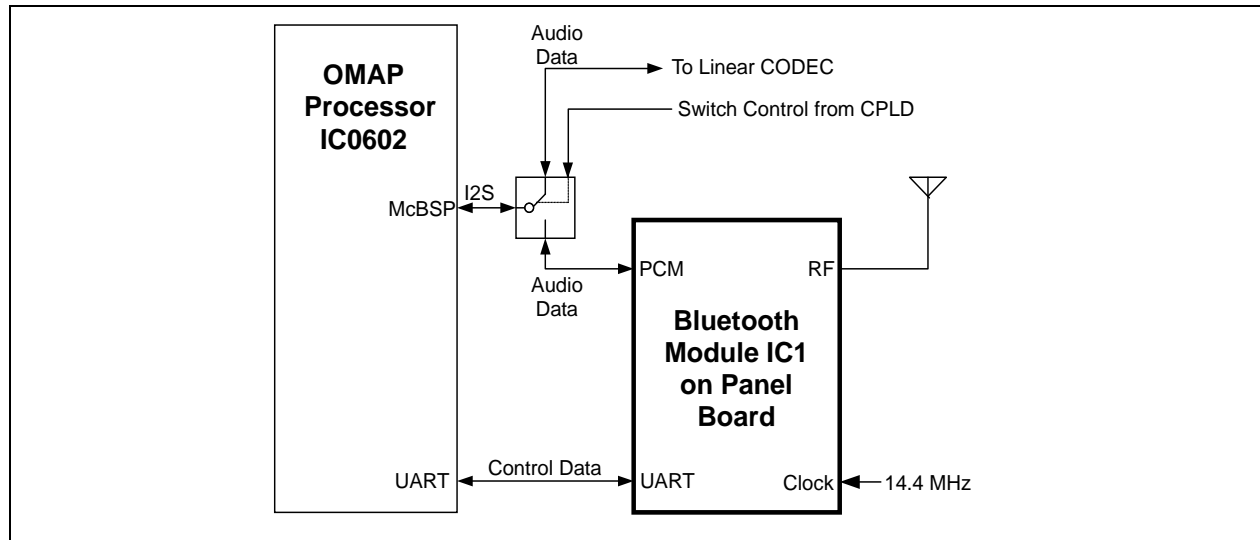 Audio
Data
To Linear CODEC
OMAP
Processor
IC0602
Switch Control from CPLD
I2S
McBSP
PCM
RF
Audio
Data
Bluetooth
Module IC1
on Panel
Board
Control Data
UART
UART
Clock
14.4 MHz